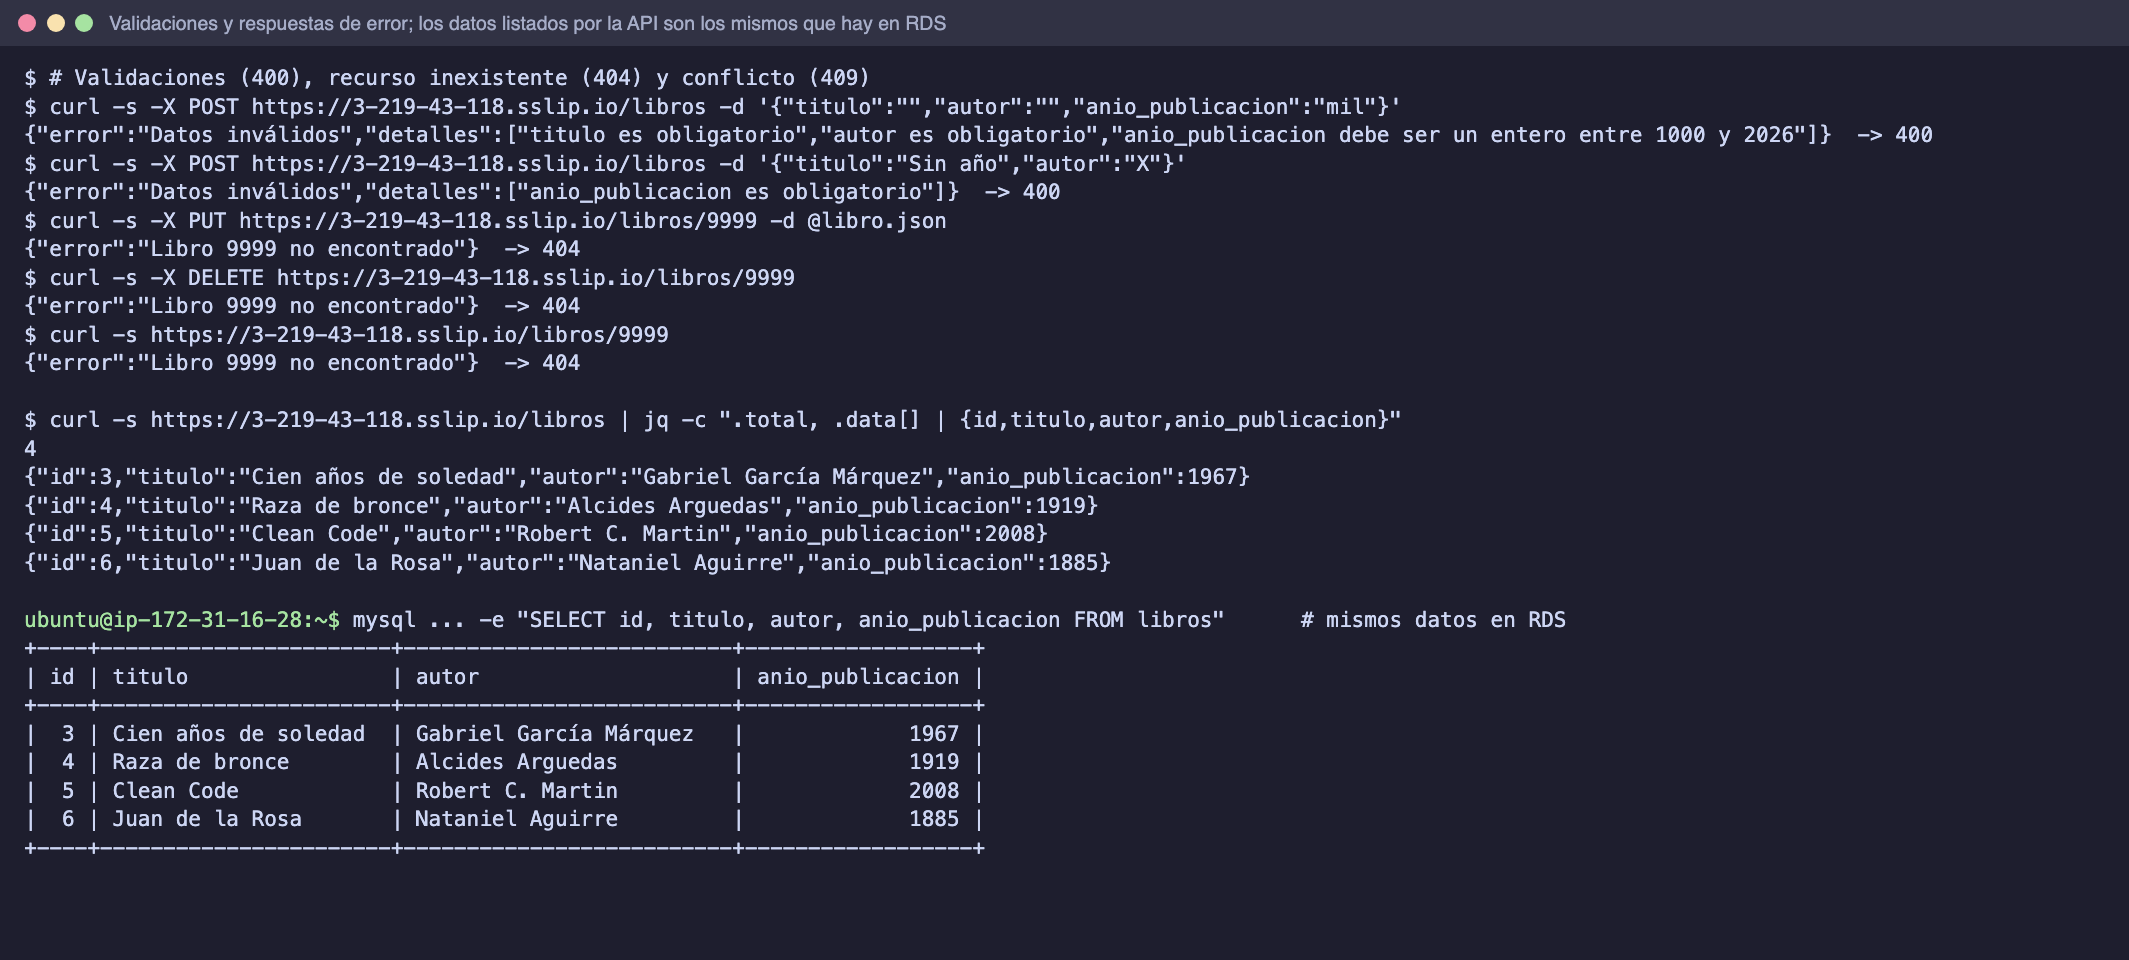 Validaciones y respuestas de error; los datos listados por la API son los mismos que hay en RDS
$ # Validaciones (400), recurso inexistente (404) y conflicto (409)
$ curl -s -X POST https://3-219-43-118.sslip.io/libros -d '{"titulo":"","autor":"","anio_publicacion":"mil"}'
{"error":"Datos inválidos","detalles":["titulo es obligatorio","autor es obligatorio","anio_publicacion debe ser un entero entre 1000 y 2026"]}  -> 400
$ curl -s -X POST https://3-219-43-118.sslip.io/libros -d '{"titulo":"Sin año","autor":"X"}'
{"error":"Datos inválidos","detalles":["anio_publicacion es obligatorio"]}  -> 400
$ curl -s -X PUT https://3-219-43-118.sslip.io/libros/9999 -d @libro.json
{"error":"Libro 9999 no encontrado"}  -> 404
$ curl -s -X DELETE https://3-219-43-118.sslip.io/libros/9999
{"error":"Libro 9999 no encontrado"}  -> 404
$ curl -s https://3-219-43-118.sslip.io/libros/9999
{"error":"Libro 9999 no encontrado"}  -> 404
$ curl -s https://3-219-43-118.sslip.io/libros | jq -c ".total, .data[] | {id,titulo,autor,anio_publicacion}"
4
{"id":3,"titulo":"Cien años de soledad","autor":"Gabriel García Márquez","anio_publicacion":1967}
{"id":4,"titulo":"Raza de bronce","autor":"Alcides Arguedas","anio_publicacion":1919}
{"id":5,"titulo":"Clean Code","autor":"Robert C. Martin","anio_publicacion":2008}
{"id":6,"titulo":"Juan de la Rosa","autor":"Nataniel Aguirre","anio_publicacion":1885}
ubuntu@ip-172-31-16-28:~$ mysql ... -e "SELECT id, titulo, autor, anio_publicacion FROM libros"      # mismos datos en RDS
+----+-----------------------+--------------------------+------------------+
| id | titulo                | autor                    | anio_publicacion |
+----+-----------------------+--------------------------+------------------+
|  3 | Cien años de soledad  | Gabriel García Márquez   |             1967 |
|  4 | Raza de bronce        | Alcides Arguedas         |             1919 |
|  5 | Clean Code            | Robert C. Martin         |             2008 |
|  6 | Juan de la Rosa       | Nataniel Aguirre         |             1885 |
+----+-----------------------+--------------------------+------------------+